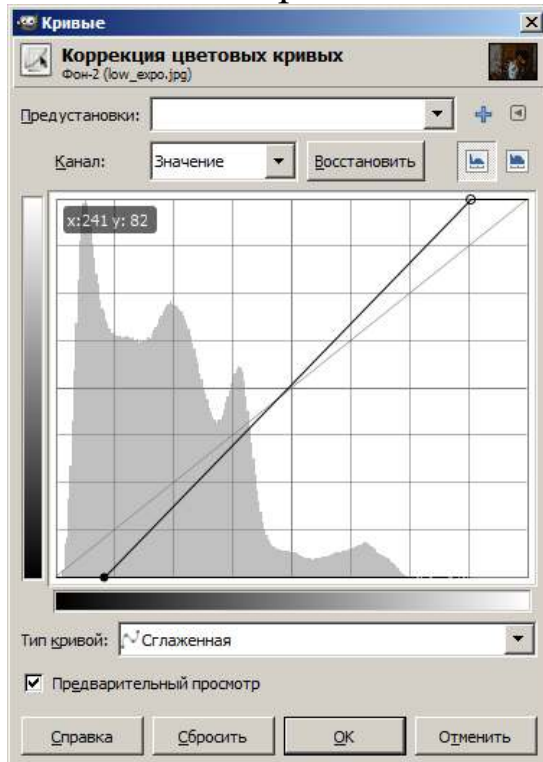 Кривые
Коррекция цветовых кривых
Фон-2 (low_expo.jpg)
Предустановки:
Канал: Значение Восстановить
x:241 y: 82
Тип кривой: Сглаженная
Предварительный просмотр
Справка Сбросить OK Отменить